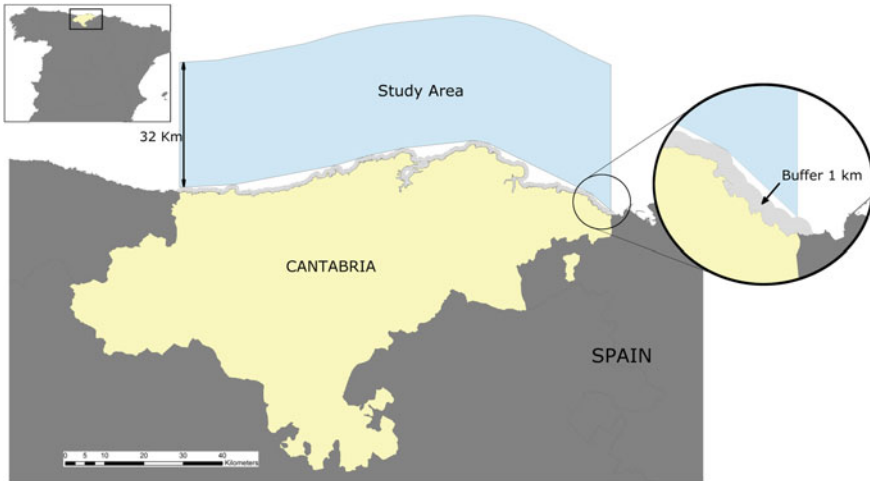 Study Area
32 Km
Buffer 1 km
CANTABRIA
SPAIN
0 5 10 20 30 40
Kilometers